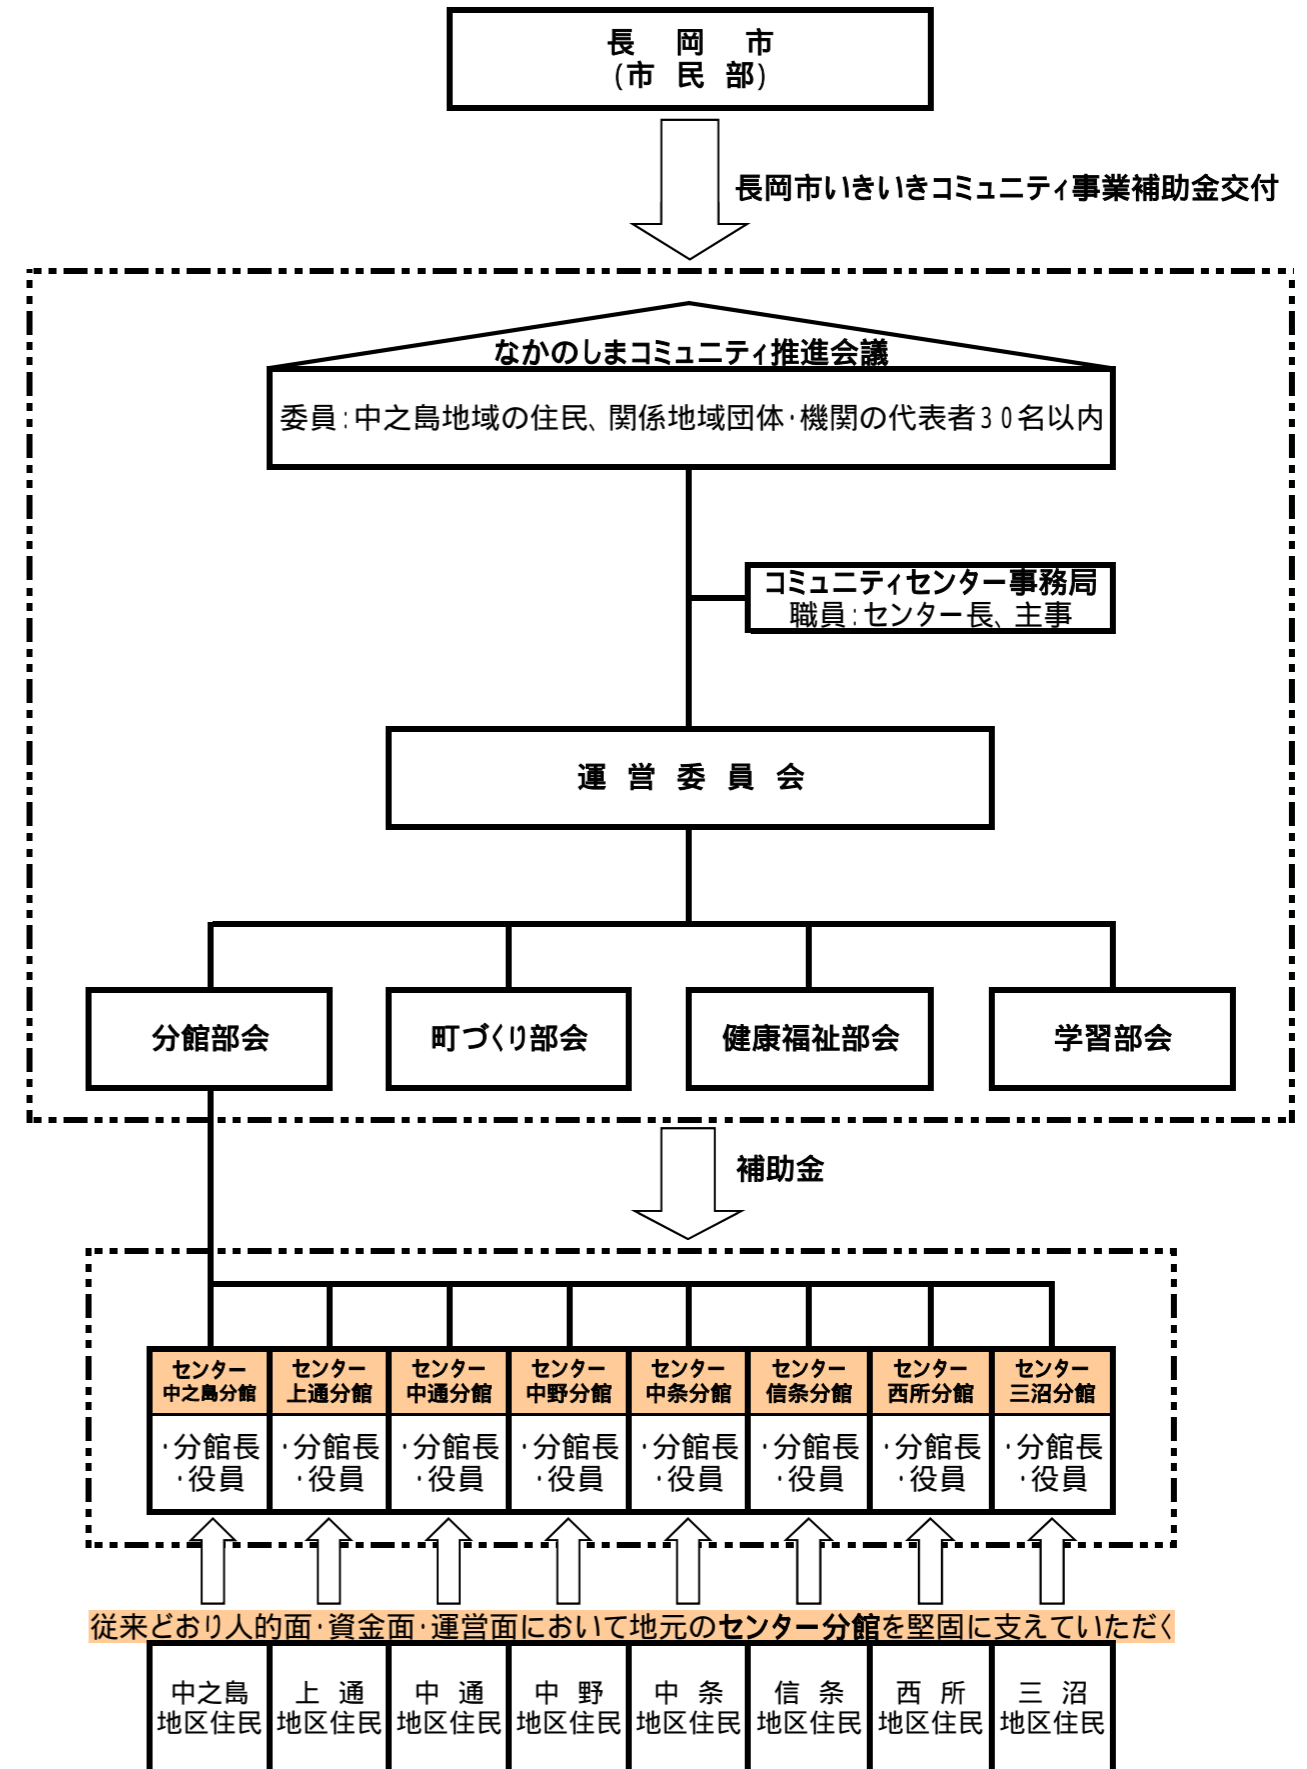 長 岡 市
(市 民 部)
長岡市いきいきコミュニティ事業補助金交付
なかのしまコミュニティ推進会議
委員:中之島地域の住民、関係地域団体・機関の代表者30名以内
コミュニティセンター事務局
職員:センター長、主事
運 営 委 員 会
分館部会
町づくり部会
健康福祉部会
学習部会
補助金
センター
中之島分館
センター
上通分館
センター
中通分館
センター
中野分館
センター
中条分館
センター
信条分館
センター
西所分館
センター
三沼分館
・分館長
・役員
・分館長
・役員
・分館長
・役員
・分館長
・役員
・分館長
・役員
・分館長
・役員
・分館長
・役員
・分館長
・役員
従来どおり人的面・資金面・運営面において地元のセンター分館を堅固に支えていただく
中之島
地区住民
上 通
地区住民
中 通
地区住民
中 野
地区住民
中 条
地区住民
信 条
地区住民
西 所
地区住民
三 沼
地区住民